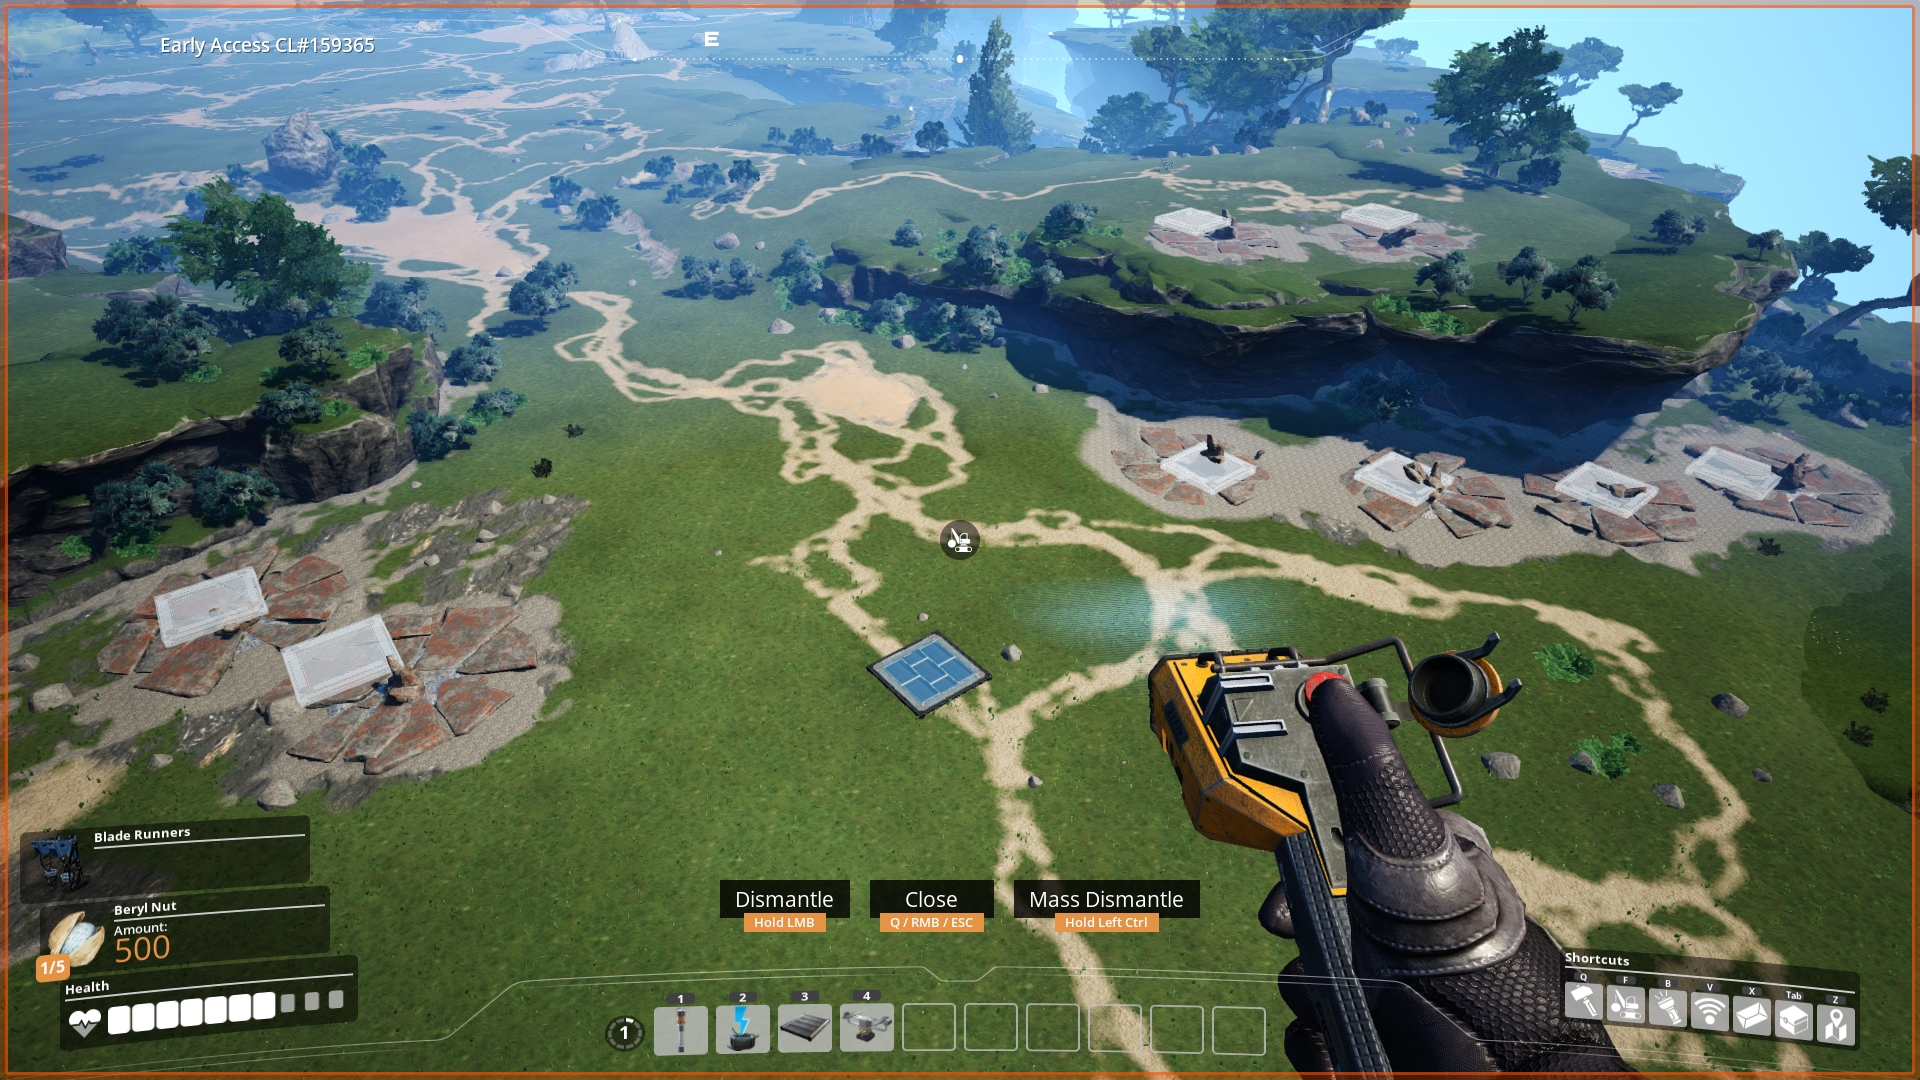 Early Access CL#159365
E
Blade Runners
Beryl Nut
Amount:
500
1/5
Health
Dismantle
Hold LMB
Close
Q / RMB / ESC
Mass Dismantle
Hold Left Ctrl
1
1
2
3
4
Shortcuts
Q
F
B
V
X
Tab
Z